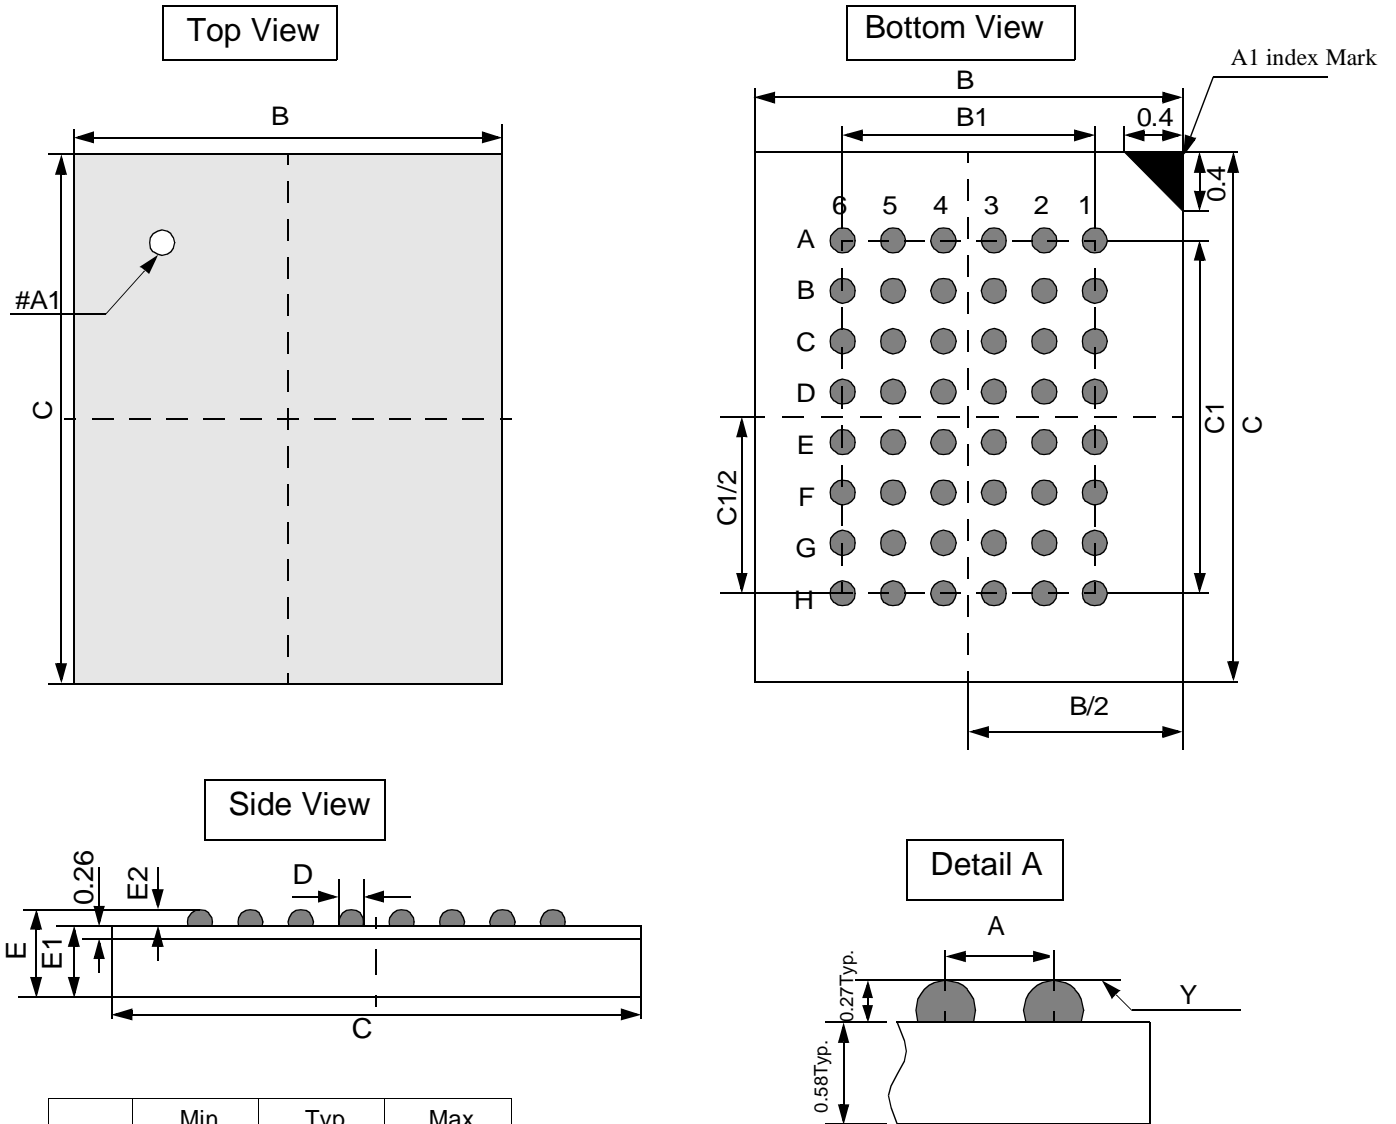 Top View
Bottom View
A1 index Mark
B
B
B1
0.4
0.4
6 5 4 3 2 1
A
B
C
D
E
F
G
H
#A1
C
C1/2
C1
C
B/2
Side View
0.26
E2
D
E
E1
C
Detail A
A
0.27Typ.
Y
0.58Typ.
Min Typ Max